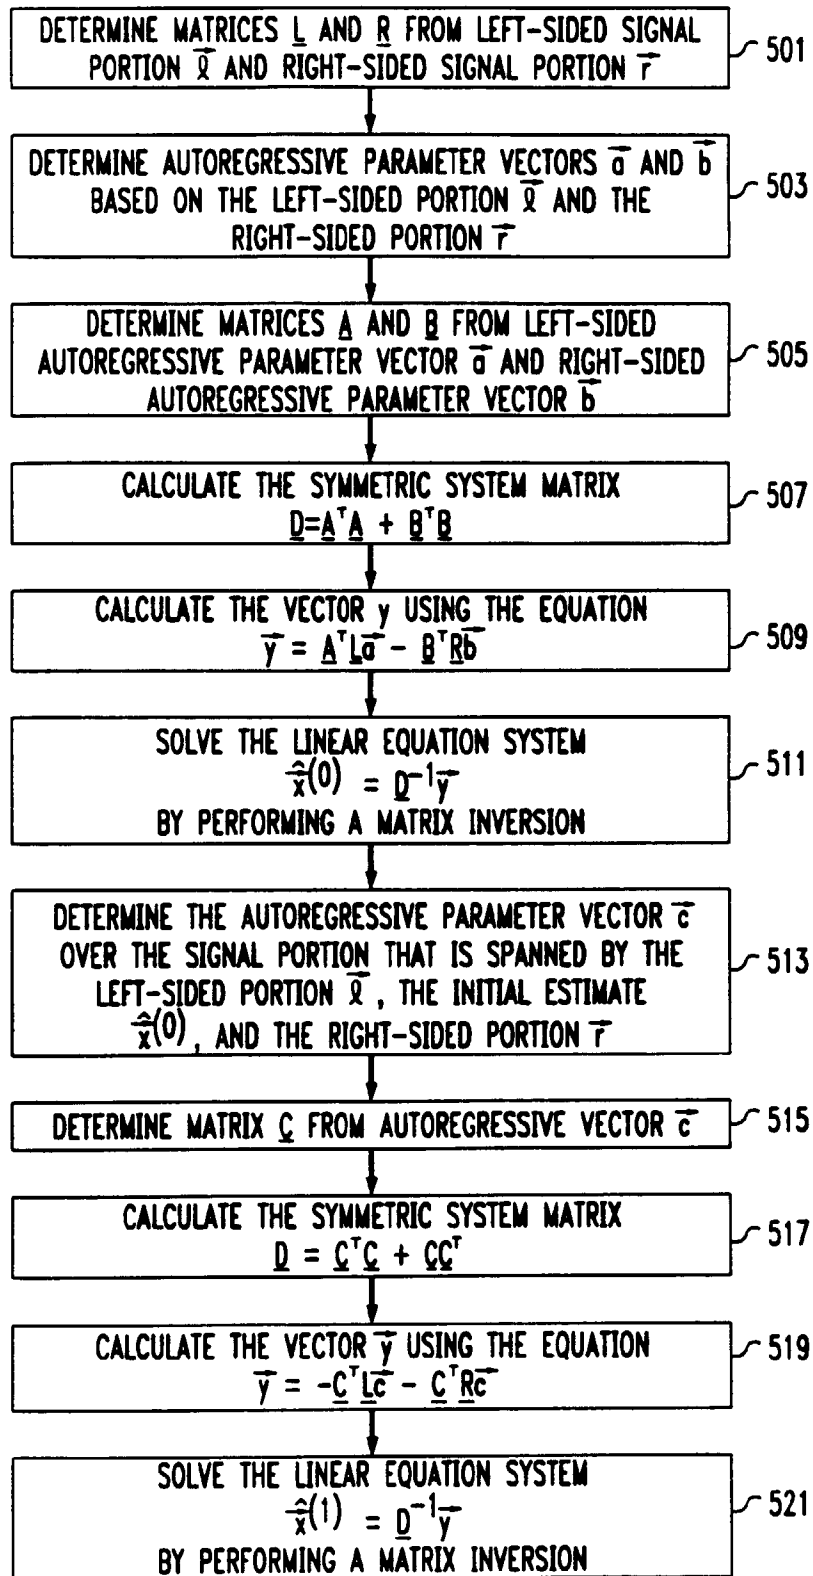 DETERMINE MATRICES L̲ AND R̲ FROM LEFT-SIDED SIGNAL
PORTION ℓ⃗ AND RIGHT-SIDED SIGNAL PORTION r⃗
501
DETERMINE AUTOREGRESSIVE PARAMETER VECTORS a⃗ AND b⃗
BASED ON THE LEFT-SIDED PORTION ℓ⃗ AND THE
RIGHT-SIDED PORTION r⃗
503
DETERMINE MATRICES A̲ AND B̲ FROM LEFT-SIDED
AUTOREGRESSIVE PARAMETER VECTOR a⃗ AND RIGHT-SIDED
AUTOREGRESSIVE PARAMETER VECTOR b⃗
505
CALCULATE THE SYMMETRIC SYSTEM MATRIX
D̲=A̲ᵀA̲ + B̲ᵀB̲
507
CALCULATE THE VECTOR y USING THE EQUATION
y⃗ = A̲ᵀL̲a⃗ - B̲ᵀR̲b⃗
509
SOLVE THE LINEAR EQUATION SYSTEM
x⃗̂(0) = D̲⁻¹y⃗
BY PERFORMING A MATRIX INVERSION
511
DETERMINE THE AUTOREGRESSIVE PARAMETER VECTOR c⃗
OVER THE SIGNAL PORTION THAT IS SPANNED BY THE
LEFT-SIDED PORTION ℓ⃗, THE INITIAL ESTIMATE
x⃗̂(0), AND THE RIGHT-SIDED PORTION r⃗
513
DETERMINE MATRIX C̲ FROM AUTOREGRESSIVE VECTOR c⃗
515
CALCULATE THE SYMMETRIC SYSTEM MATRIX
D̲ = C̲ᵀC̲ + C̲C̲ᵀ
517
CALCULATE THE VECTOR y⃗ USING THE EQUATION
y⃗ = -C̲ᵀL̲c⃗ - C̲ᵀR̲c⃗
519
SOLVE THE LINEAR EQUATION SYSTEM
x⃗̂(1) = D̲⁻¹y⃗
BY PERFORMING A MATRIX INVERSION
521